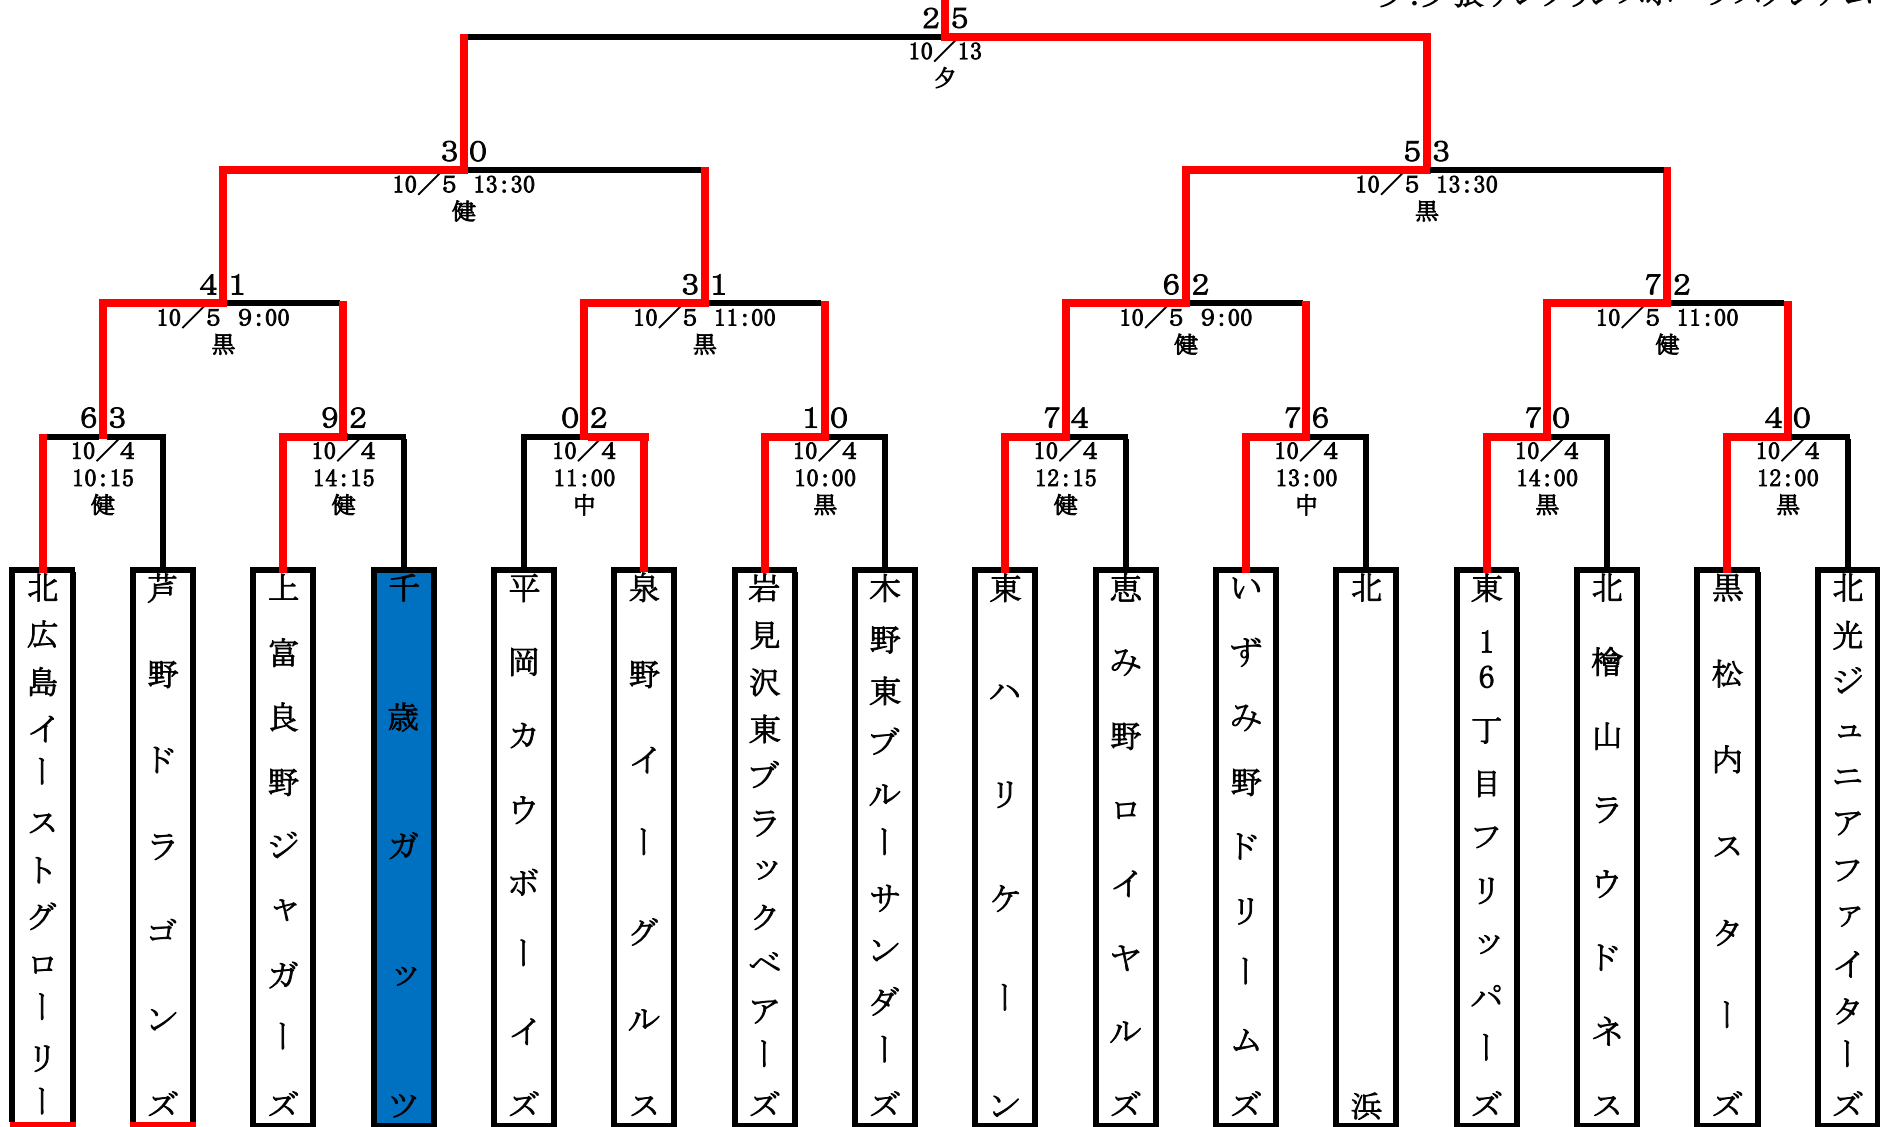 2 5
10／13
夕
3 0
10／5 13:30
健
5 3
10／5 13:30
黒
4 1
10／5 9:00
黒
3 1
10／5 11:00
黒
6 2
10／5 9:00
健
7 2
10／5 11:00
健
6 3
10／4
10:15
健
9 2
10／4
14:15
健
0 2
10／4
11:00
中
1 0
10／4
10:00
黒
7 4
10／4
12:15
健
7 6
10／4
13:00
中
7 0
10／4
14:00
黒
4 0
10／4
12:00
黒
北広島イーストグローリー
芦野ドラゴンズ
上富良野ジャガーズ
千歳ガッツ
平岡カウボーイズ
泉野イーグルス
岩見沢東ブラックベアーズ
木野東ブルーサンダーズ
東ハリケーン
恵み野ロイヤルズ
いずみ野ドリームズ
北浜
東16丁目フリッパーズ
北檜山ラウドネス
黒松内スターズ
北光ジュニアファイターズ